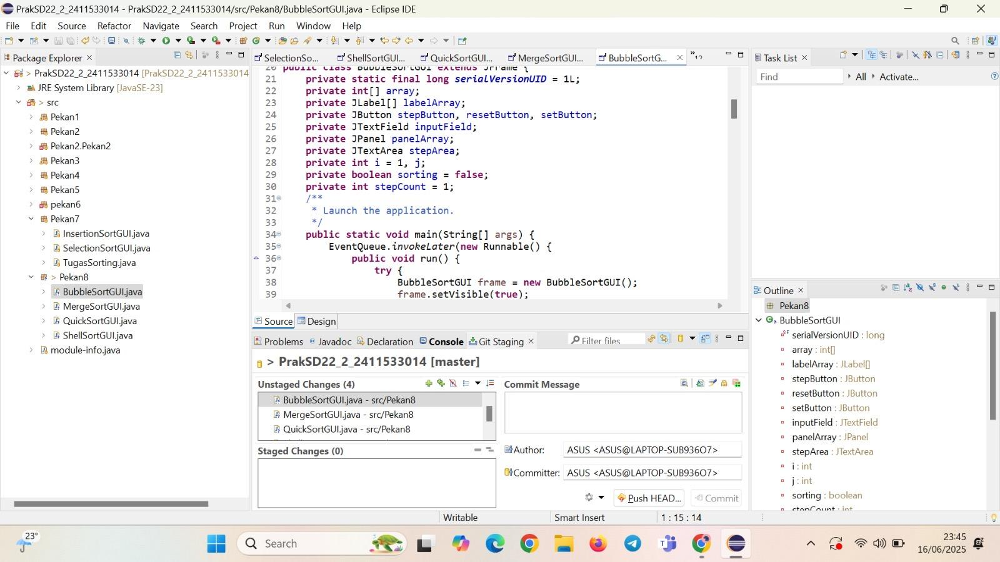 PrakSD22_2_2411533014 - PrakSD22_2_2411533014/src/Pekan8/BubbleSortGUI.java - Eclipse IDE
File Edit Source Refactor Navigate Search Project Run Window Help
Package Explorer
> PrakSD22_2_2411533014 [PrakSD22_2_2411533014
JRE System Library [JavaSE-23]
> src
Pekan1
Pekan2
Pekan2.Pekan2
Pekan3
Pekan4
Pekan5
pekan6
Pekan7
InsertionSortGUI.java
SelectionSortGUI.java
TugasSorting.java
> Pekan8
BubbleSortGUI.java
MergeSortGUI.java
QuickSortGUI.java
ShellSortGUI.java
module-info.java
SelectionSo... ShellSortGUI... QuickSortGUI... MergeSortGUI... BubbleSortG... »12
20 public class BubbleSortGUI extends JFrame {
21 private static final long serialVersionUID = 1L;
22 private int[] array;
23 private JLabel[] labelArray;
24 private JButton stepButton, resetButton, setButton;
25 private JTextField inputField;
26 private JPanel panelArray;
27 private JTextArea stepArea;
28 private int i = 1, j;
29 private boolean sorting = false;
30 private int stepCount = 1;
31 /**
32 * Launch the application.
33 */
34 public static void main(String[] args) {
35 EventQueue.invokeLater(new Runnable() {
36 public void run() {
37 try {
38 BubbleSortGUI frame = new BubbleSortGUI();
39 frame.setVisible(true);
Source Design
Problems Javadoc Declaration Console Git Staging
Filter files
> PrakSD22_2_2411533014 [master]
Unstaged Changes (4)
BubbleSortGUI.java - src/Pekan8
MergeSortGUI.java - src/Pekan8
QuickSortGUI.java - src/Pekan8
Staged Changes (0)
Commit Message
Author: ASUS <ASUS@LAPTOP-SUB936O7>
Committer: ASUS <ASUS@LAPTOP-SUB936O7>
Push HEAD... Commit
Task List
Find All Activate...
Outline
Pekan8
BubbleSortGUI
serialVersionUID : long
array : int[]
labelArray : JLabel[]
stepButton : JButton
resetButton : JButton
setButton : JButton
inputField : JTextField
panelArray : JPanel
stepArea : JTextArea
i : int
j : int
sorting : boolean
stepCount : int
Writable Smart Insert 1 : 15 : 14
23°
Search
23:45
16/06/2025